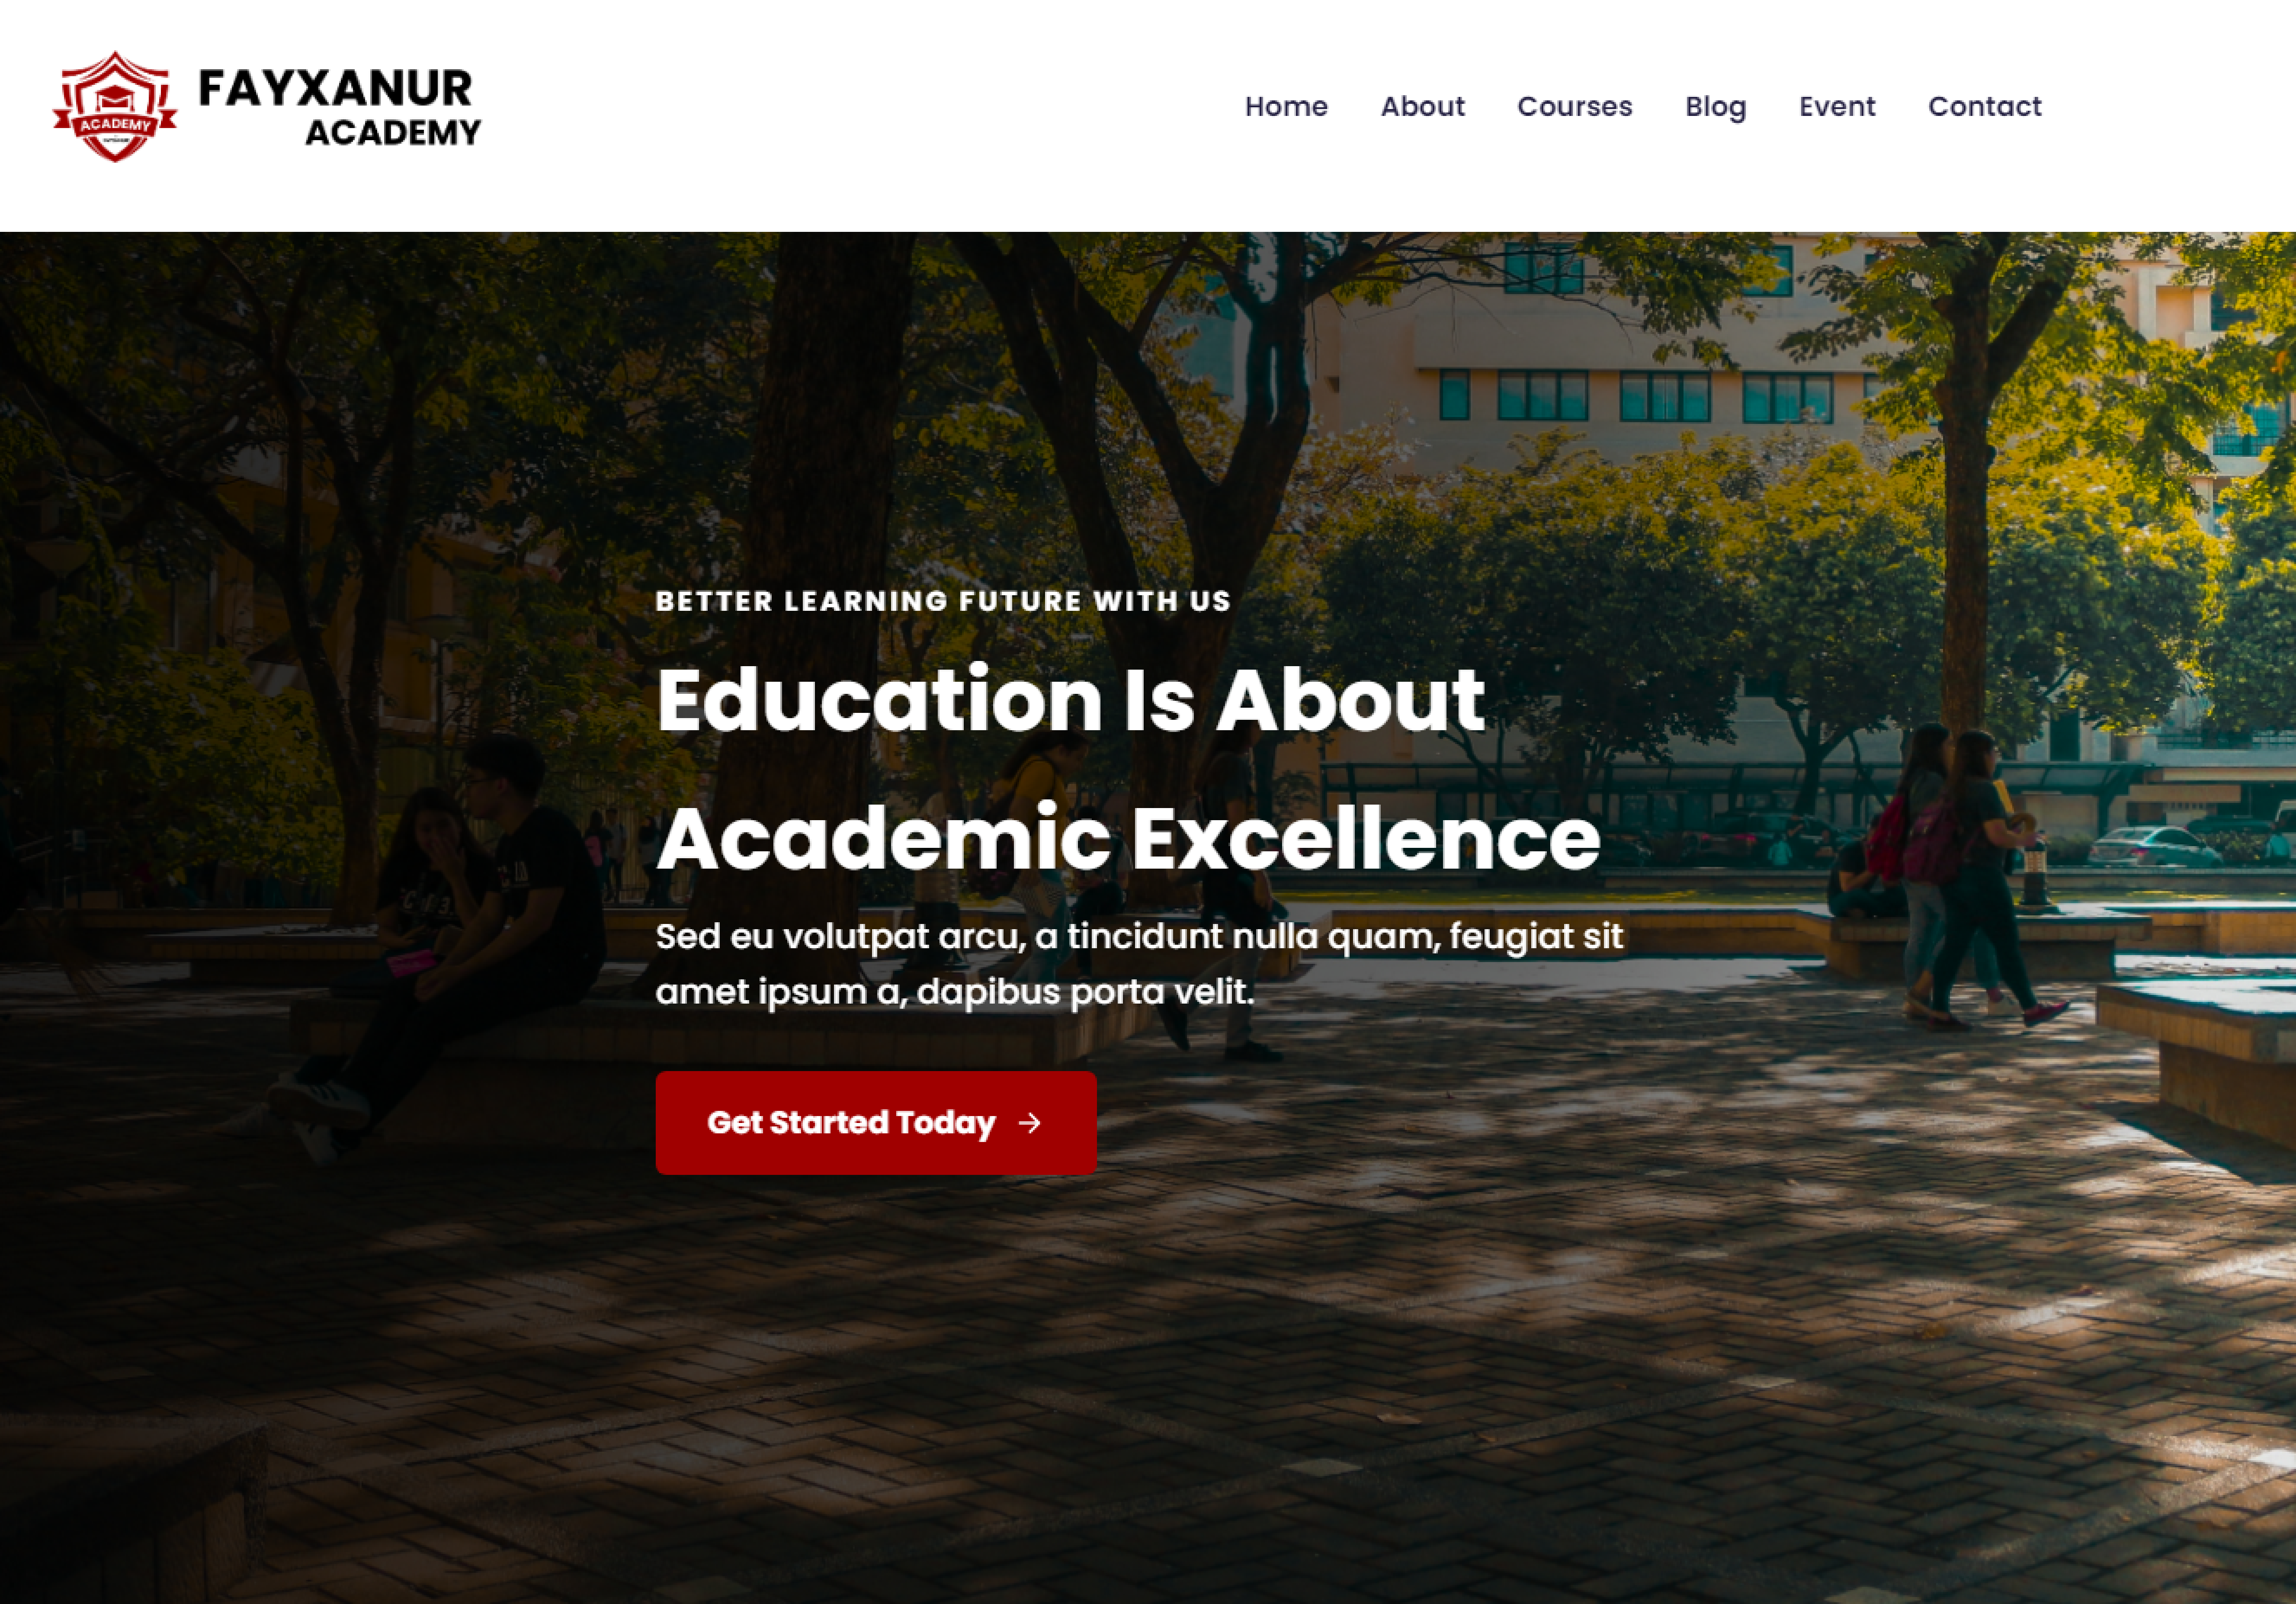 FAYXANUR
ACADEMY
ACADEMY
Home About Courses Blog Event Contact
BETTER LEARNING FUTURE WITH US
Education Is About
Academic Excellence
Sed eu volutpat arcu, a tincidunt nulla quam, feugiat sit
amet ipsum a, dapibus porta velit.
Get Started Today →